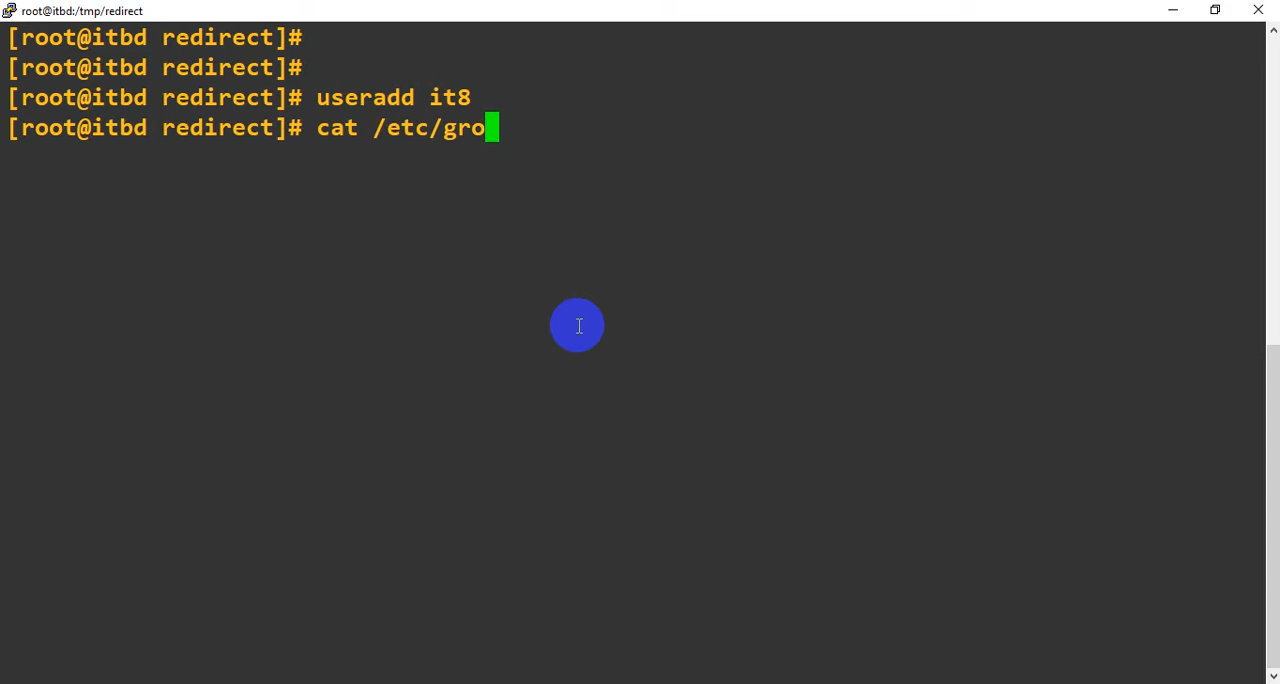 root@itbd:/tmp/redirect
[root@itbd redirect]#
[root@itbd redirect]#
[root@itbd redirect]# useradd it8
[root@itbd redirect]# cat /etc/gro